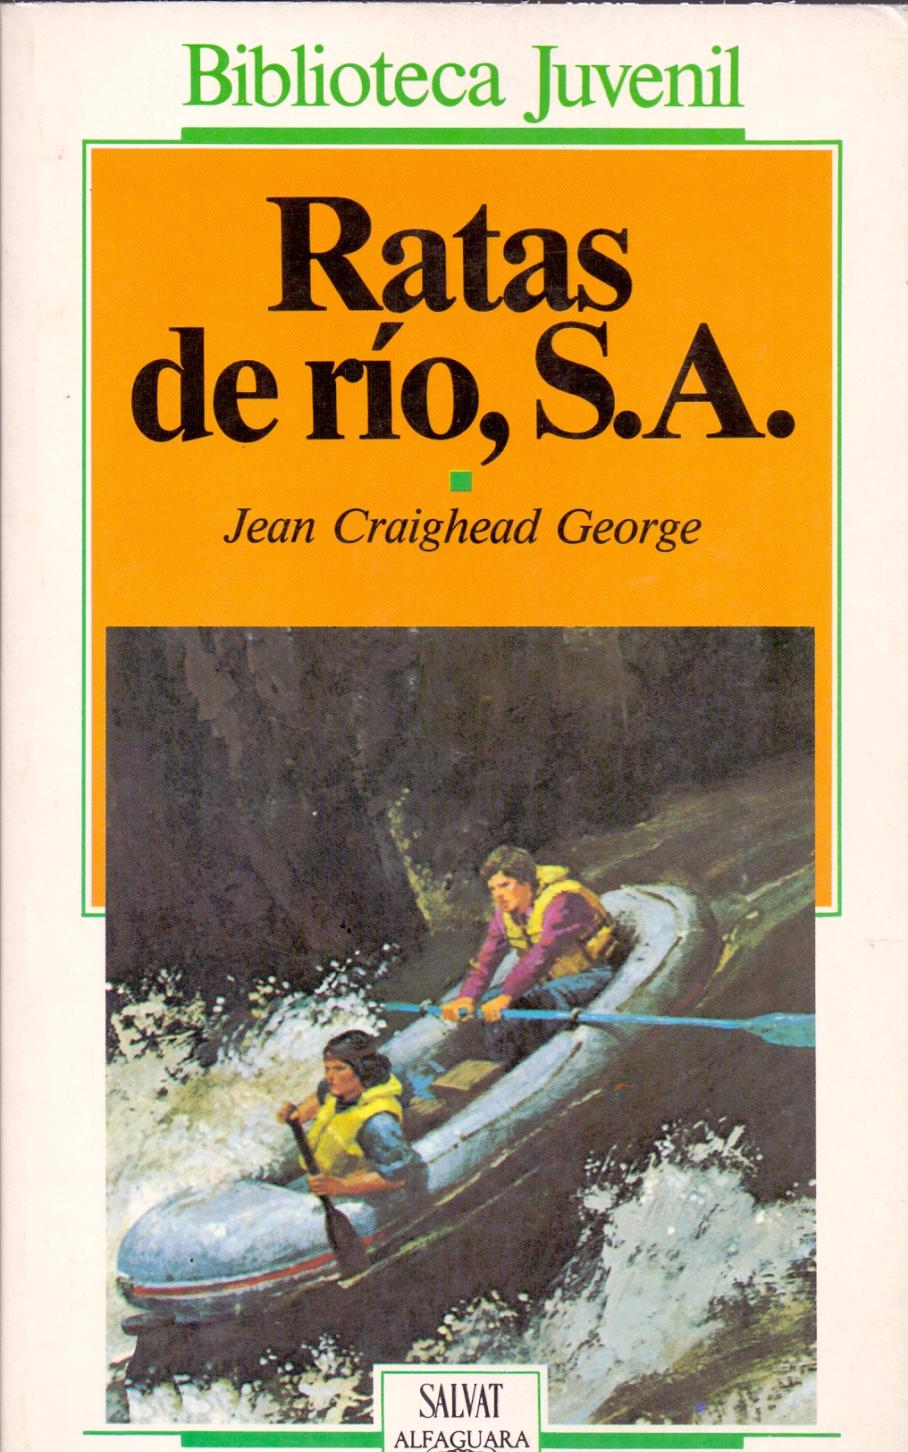 Biblioteca Juvenil
Ratas
de río, S.A.
Jean Craighead George
SALVAT
ALFAGUARA